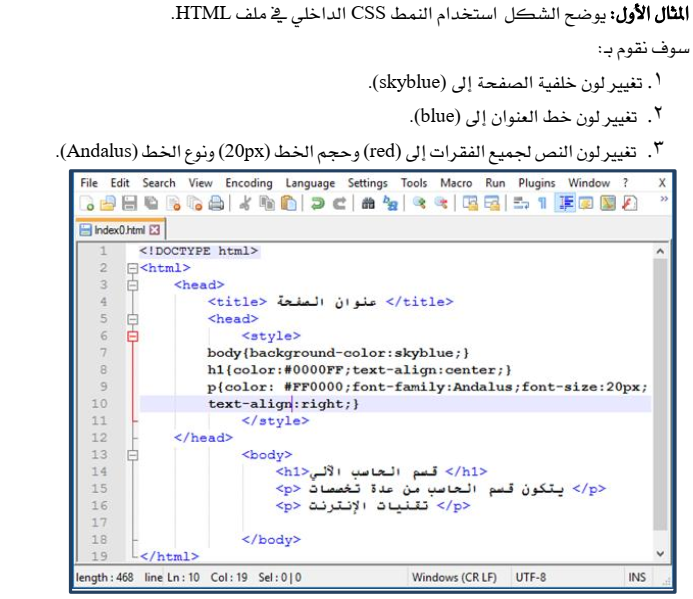 المثال الأول: يوضح الشكل استخدام النمط CSS الداخلي في ملف HTML.
سوف نقوم بـ:
١. تغيير لون خلفية الصفحة إلى (skyblue).
٢. تغيير لون خط العنوان إلى (blue).
٣. تغيير لون النص لجميع الفقرات إلى (red) وحجم الخط (20px) ونوع الخط (Andalus).
File Edit Search View Encoding Language Settings Tools Macro Run Plugins Window ? X
Index0.html
1 <!DOCTYPE html>
2 <html>
3 <head>
4 <title> عنوان الصفحة </title>
5 <head>
6 <style>
7 body{background-color:skyblue;}
8 h1{color:#0000FF;text-align:center;}
9 p{color: #FF0000;font-family:Andalus;font-size:20px;
10 text-align:right;}
11 </style>
12 </head>
13 <body>
14 <h1>قسم الحاسب الآلي </h1>
15 <p> يتكون قسم الحاسب من عدة تخصصات </p>
16 <p> تقنيات الإنترنت </p>
17
18 </body>
19 </html>
length : 468 line Ln : 10 Col : 19 Sel : 0 | 0 Windows (CR LF) UTF-8 INS